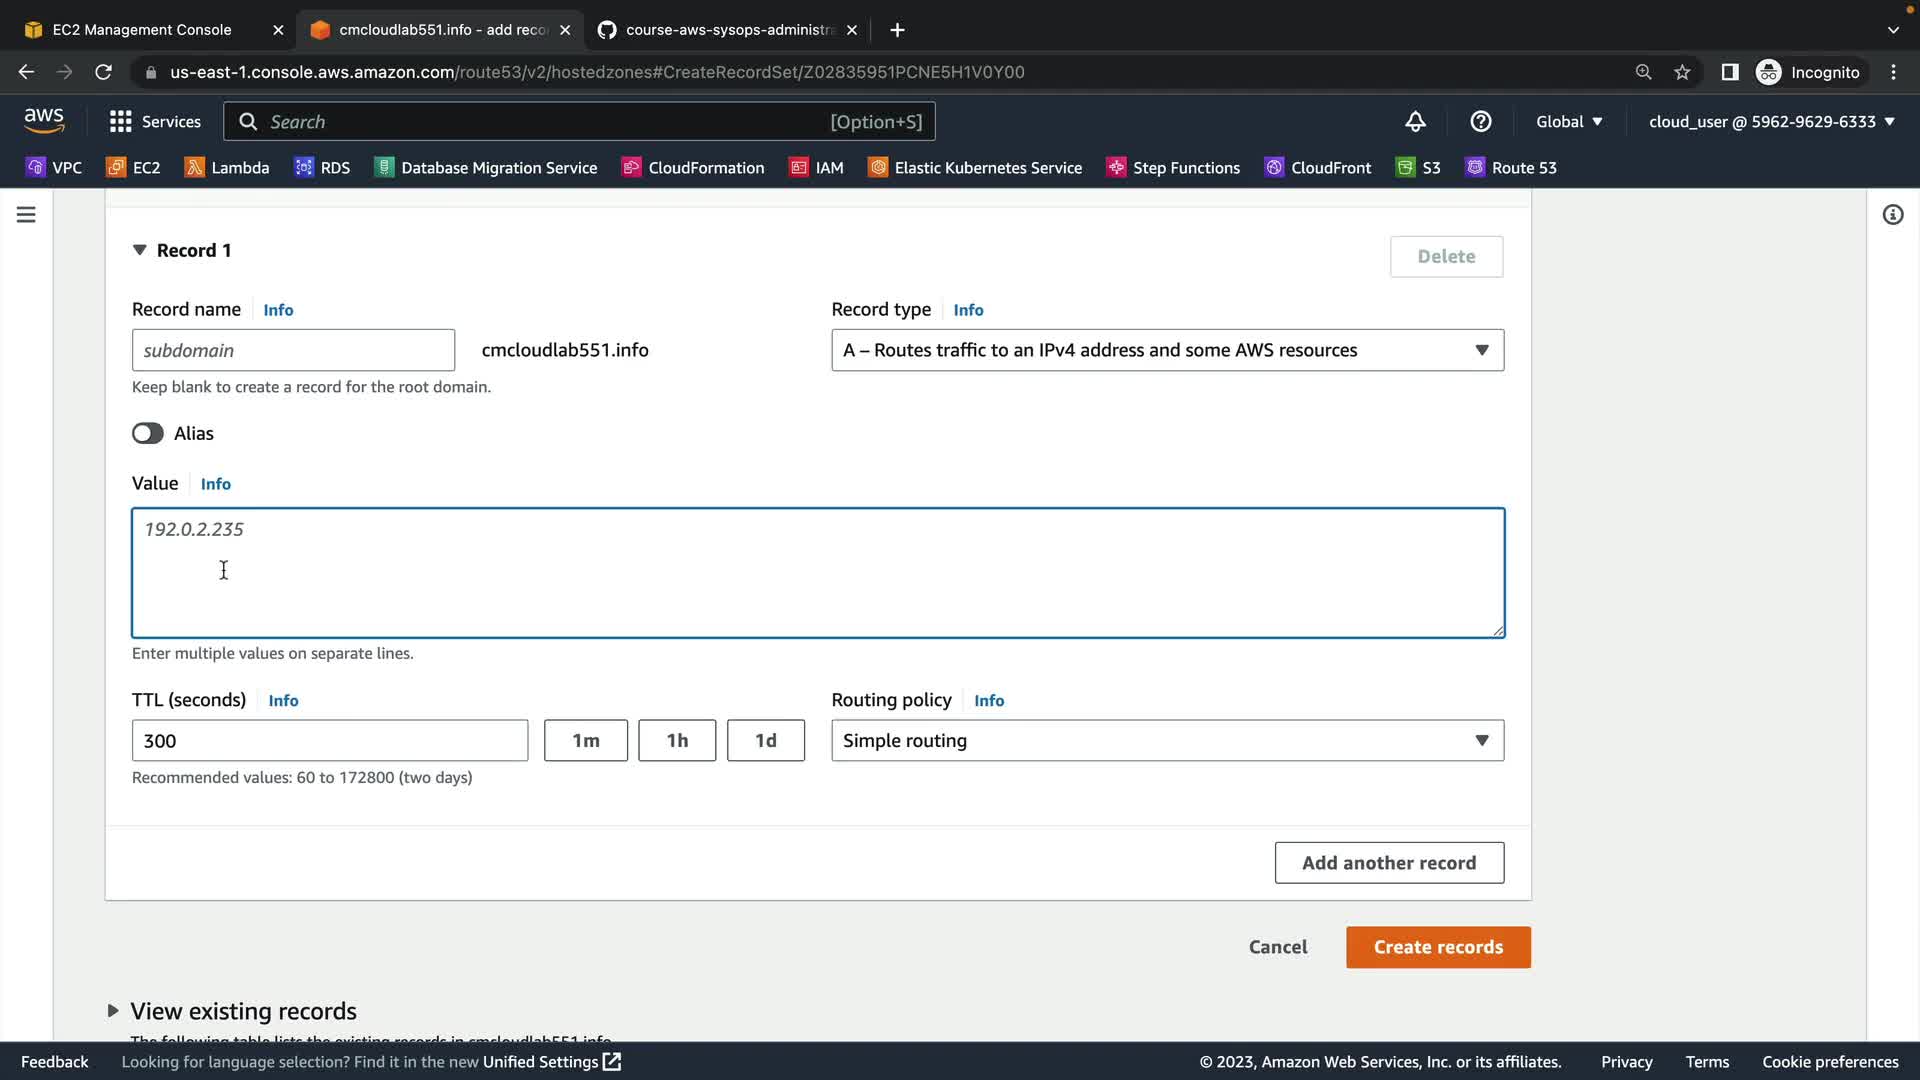 EC2 Management Console
cmcloudlab551.info - add reco
course-aws-sysops-administra
us-east-1.console.aws.amazon.com/route53/v2/hostedzones#CreateRecordSet/Z02835951PCNE5H1V0Y00
Incognito
aws
Services
Search
[Option+S]
Global
cloud_user @ 5962-9629-6333
VPC
EC2
Lambda
RDS
Database Migration Service
CloudFormation
IAM
Elastic Kubernetes Service
Step Functions
CloudFront
S3
Route 53
Record 1
Delete
Record name
Info
Record type
Info
subdomain
cmcloudlab551.info
A – Routes traffic to an IPv4 address and some AWS resources
Keep blank to create a record for the root domain.
Alias
Value
Info
192.0.2.235
Enter multiple values on separate lines.
TTL (seconds)
Info
Routing policy
Info
300
1m
1h
1d
Simple routing
Recommended values: 60 to 172800 (two days)
Add another record
Cancel
Create records
View existing records
The following table lists the existing records in cmcloudlab551.info
Feedback
Looking for language selection? Find it in the new Unified Settings
© 2023, Amazon Web Services, Inc. or its affiliates.
Privacy
Terms
Cookie preferences